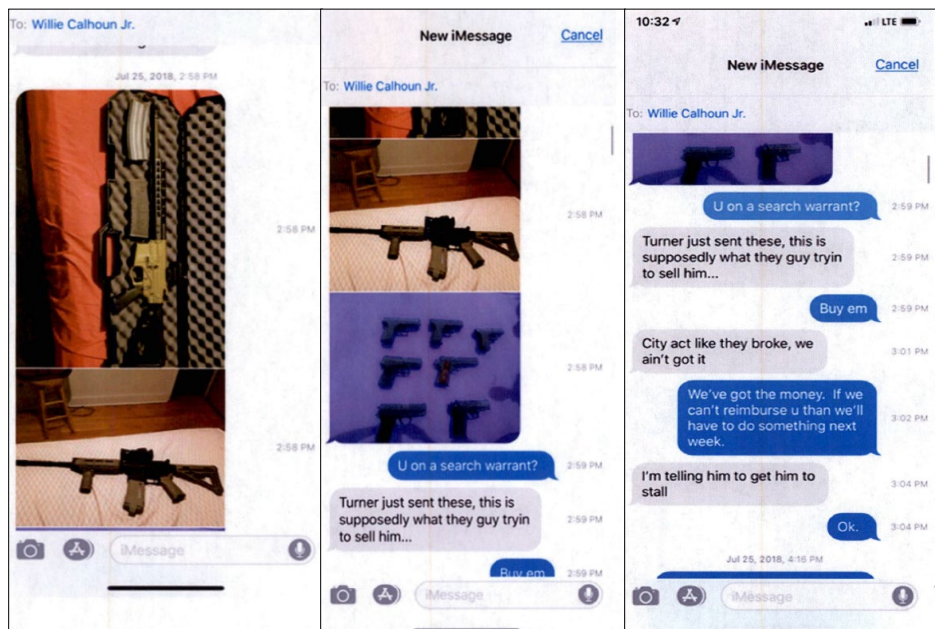 To: Willie Calhoun Jr.
Jul 25, 2018, 2:58 PM
2:58 PM
2:58 PM
iMessage
New iMessage
Cancel
To: Willie Calhoun Jr.
2:58 PM
2:58 PM
U on a search warrant?
2:59 PM
Turner just sent these, this is
supposedly what they guy tryin
to sell him...
2:59 PM
Buy em
2:59 PM
iMessage
10:32
LTE
New iMessage
Cancel
To: Willie Calhoun Jr.
U on a search warrant?
2:59 PM
Turner just sent these, this is
supposedly what they guy tryin
to sell him...
2:59 PM
Buy em
2:59 PM
City act like they broke, we
ain't got it
3:01 PM
We've got the money. If we
can't reimburse u than we'll
have to do something next
week.
3:02 PM
I'm telling him to get him to
stall
3:04 PM
Ok.
3:04 PM
Jul 25, 2018, 4:16 PM
iMessage